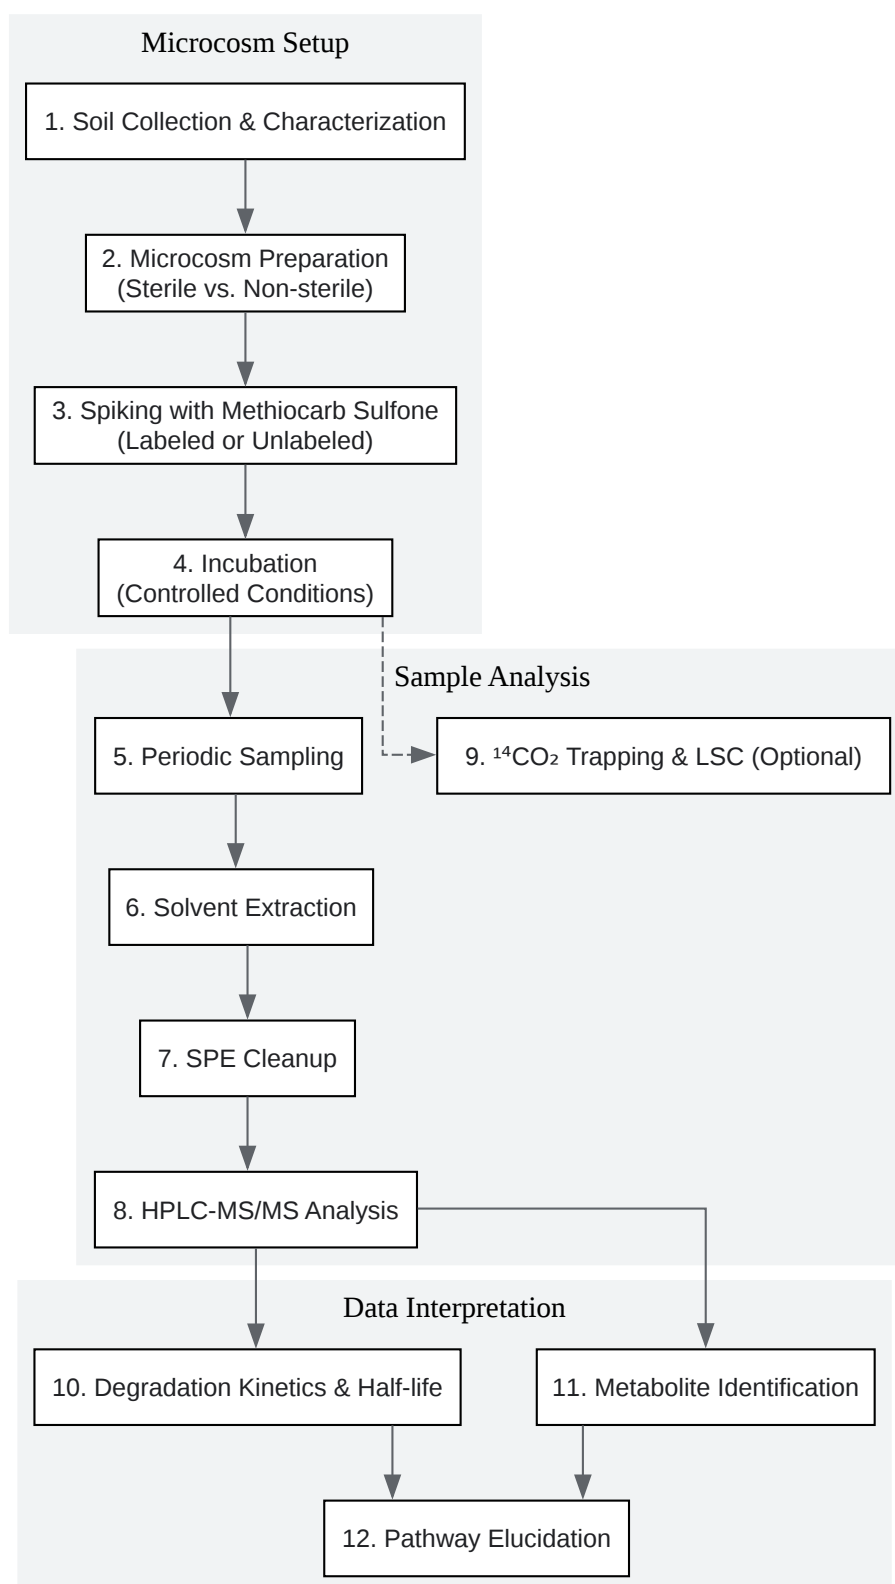 Microcosm Setup
1. Soil Collection & Characterization
2. Microcosm Preparation
(Sterile vs. Non-sterile)
3. Spiking with Methiocarb Sulfone
(Labeled or Unlabeled)
4. Incubation
(Controlled Conditions)
Sample Analysis
5. Periodic Sampling
9. ¹⁴CO₂ Trapping & LSC (Optional)
6. Solvent Extraction
7. SPE Cleanup
8. HPLC-MS/MS Analysis
Data Interpretation
10. Degradation Kinetics & Half-life
11. Metabolite Identification
12. Pathway Elucidation